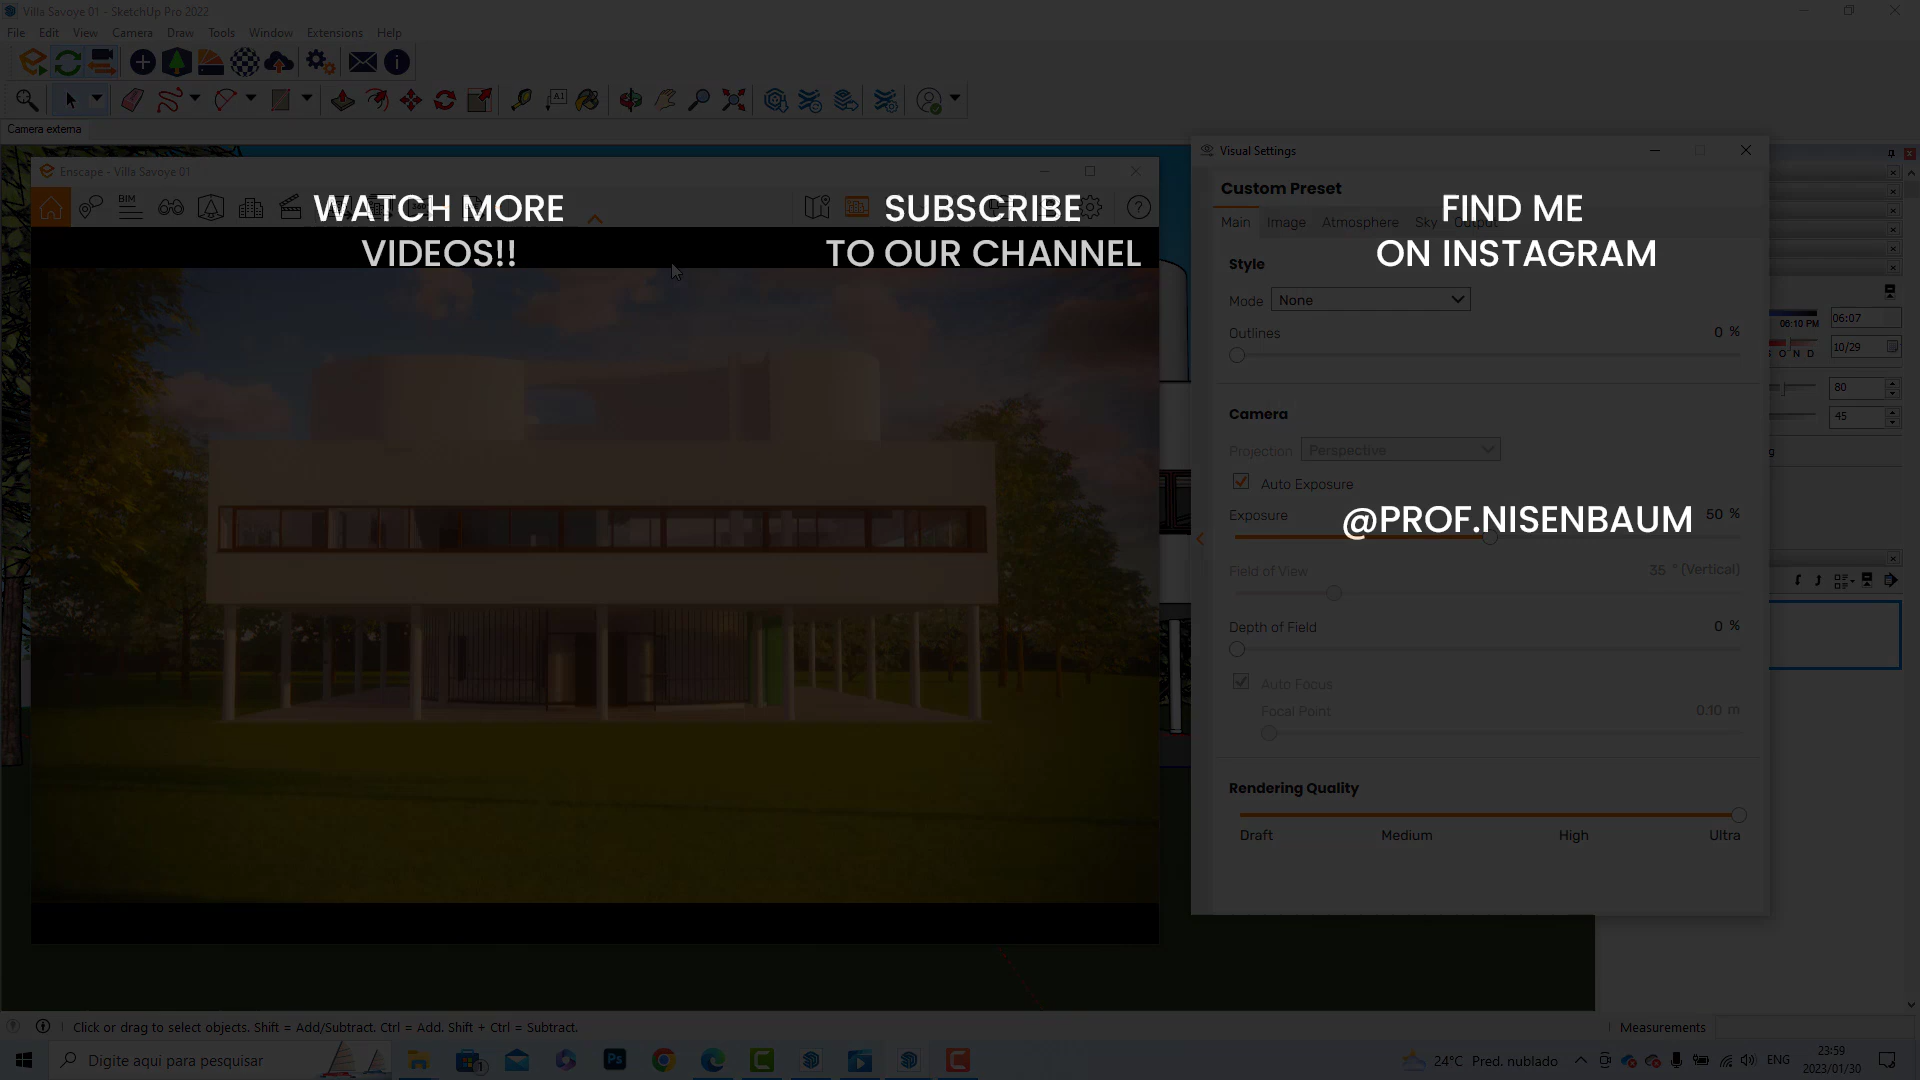 Villa Savoye 01 - SketchUp Pro 2022
File Edit View Camera Draw Tools Window Extensions Help
Camera externa
Enscape - Villa Savoye 01
BIM
WATCH MORE
VIDEOS!!
SUBSCRIBE
TO OUR CHANNEL
FIND ME
ON INSTAGRAM
@PROF.NISENBAUM
Visual Settings
Custom Preset
Main Image Atmosphere Sky Output
Style
Mode None
Outlines 0 %
Camera
Projection Perspective
Auto Exposure
Exposure 50 %
Field of View 35 ° (Vertical)
Depth of Field 0 %
Auto Focus
Focal Point 0.10 m
Rendering Quality
Draft Medium High Ultra
06:10 PM 06:07
O N D 10/29
80
45
Click or drag to select objects. Shift = Add/Subtract. Ctrl = Add. Shift + Ctrl = Subtract.
Measurements
Digite aqui para pesquisar
Ps
24°C Pred. nublado
ENG
23:59
2023/01/30